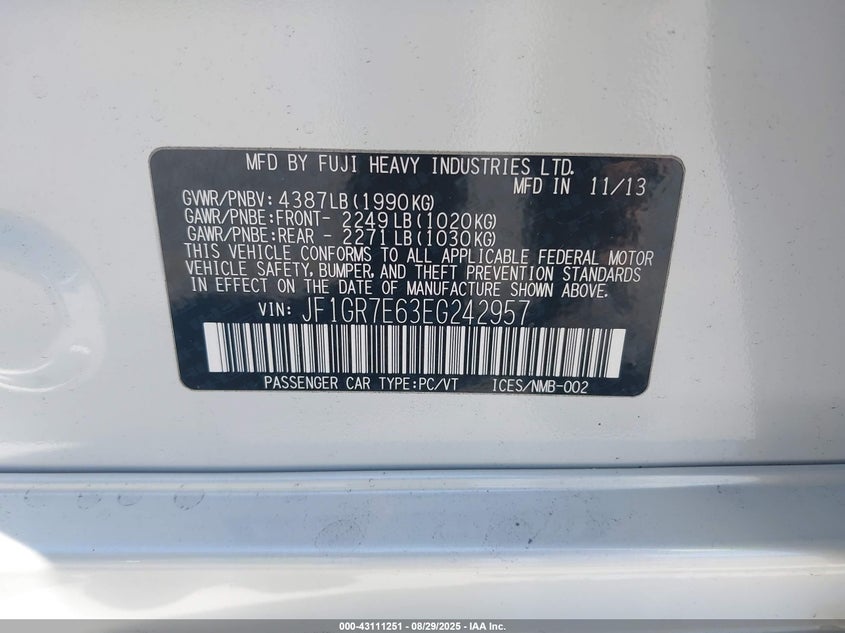 MFD BY FUJI HEAVY INDUSTRIES LTD.
MFD IN 11/13
GVWR/PNBV: 4387LB(1990KG)
GAWR/PNBE:FRONT- 2249LB(1020KG)
GAWR/PNBE:REAR - 2271LB(1030KG)
THIS VEHICLE CONFORMS TO ALL APPLICABLE FEDERAL MOTOR
VEHICLE SAFETY, BUMPER, AND THEFT PREVENTION STANDARDS
IN EFFECT ON THE DATE OF MANUFACTURE SHOWN ABOVE.
VIN: JF1GR7E63EG242957
PASSENGER CAR TYPE:PC/VT ICES/NMB-002
000-43111251 - 08/29/2025 - IAA Inc.